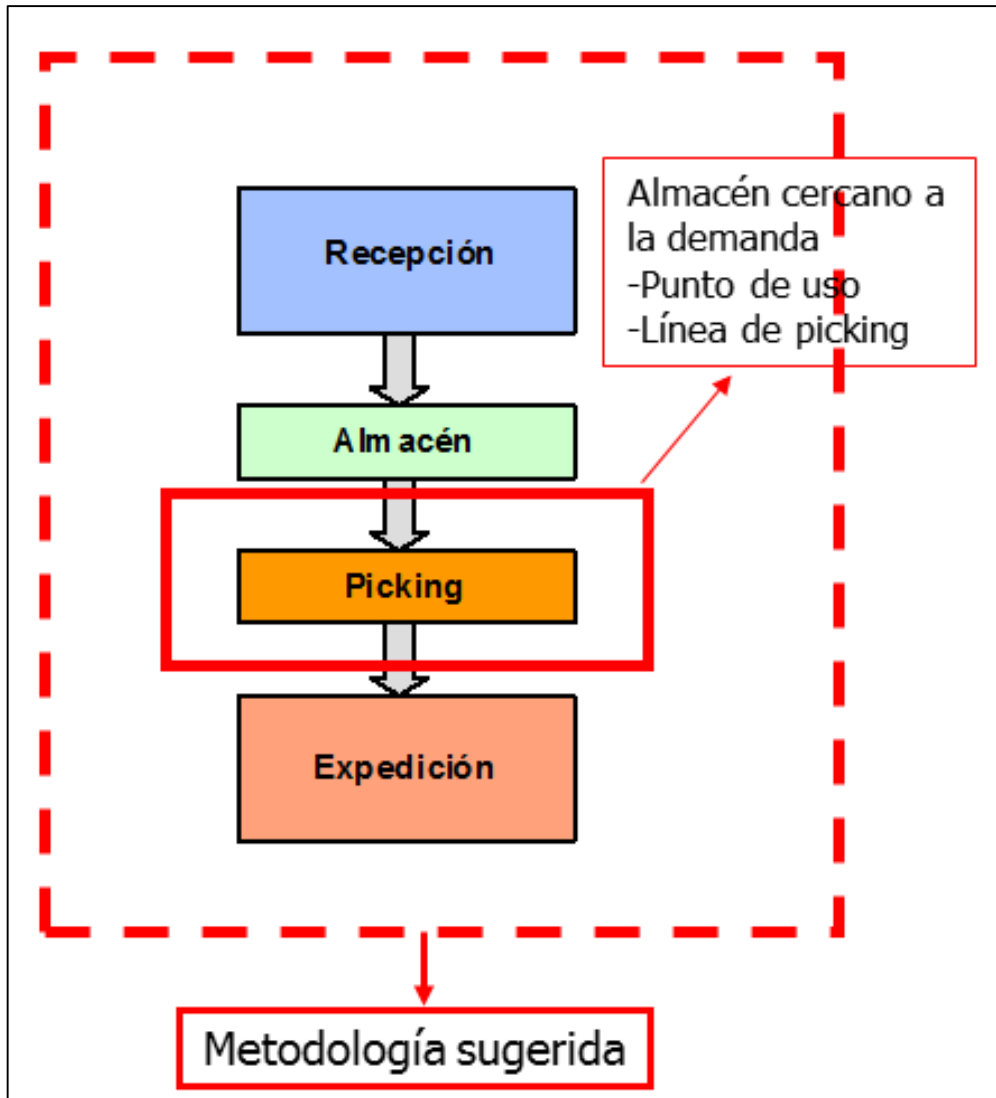 Recepción
Almacén cercano a
la demanda
-Punto de uso
-Línea de picking
Almacén
Picking
Expedición
Metodología sugerida